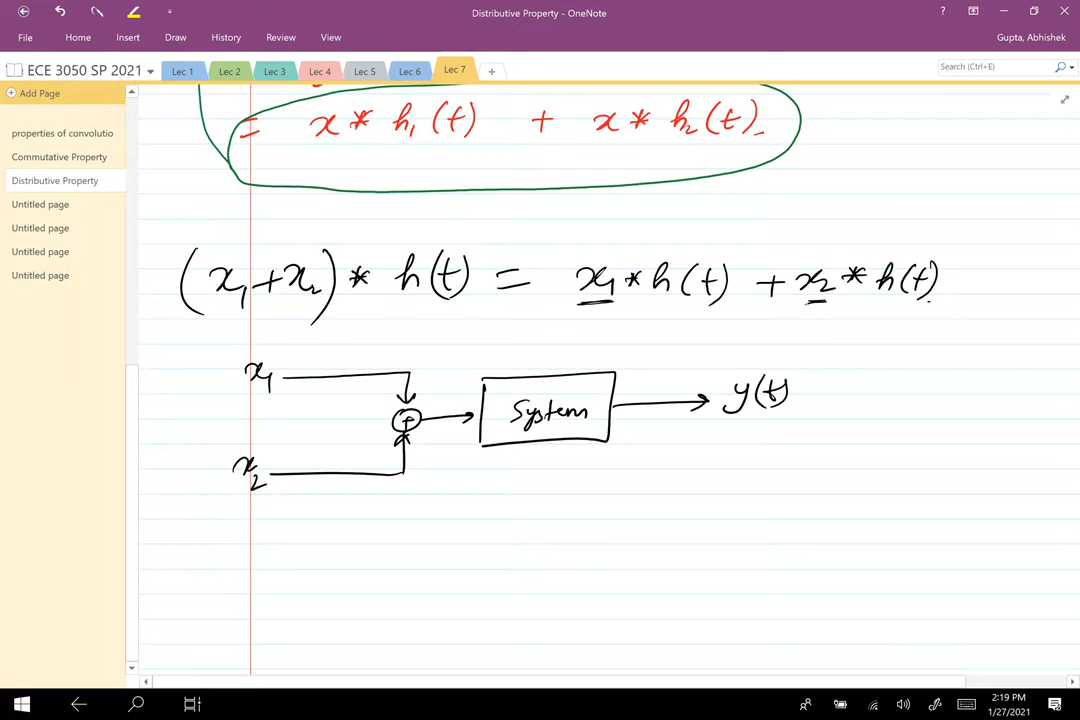 Distributive Property - OneNote
?
File Home Insert Draw History Review View Gupta, Abhishek
ECE 3050 SP 2021 Lec 1 Lec 2 Lec 3 Lec 4 Lec 5 Lec 6 Lec 7 + Search (Ctrl+E)
Add Page
properties of convolutio
Commutative Property
Distributive Property
Untitled page
Untitled page
Untitled page
Untitled page
= x * h₁(t) + x * h₂(t)
(x₁+x₂) * h(t) = x₁*h(t) + x₂*h(t)
x₁
+ System y(t)
x₂
2:19 PM
1/27/2021